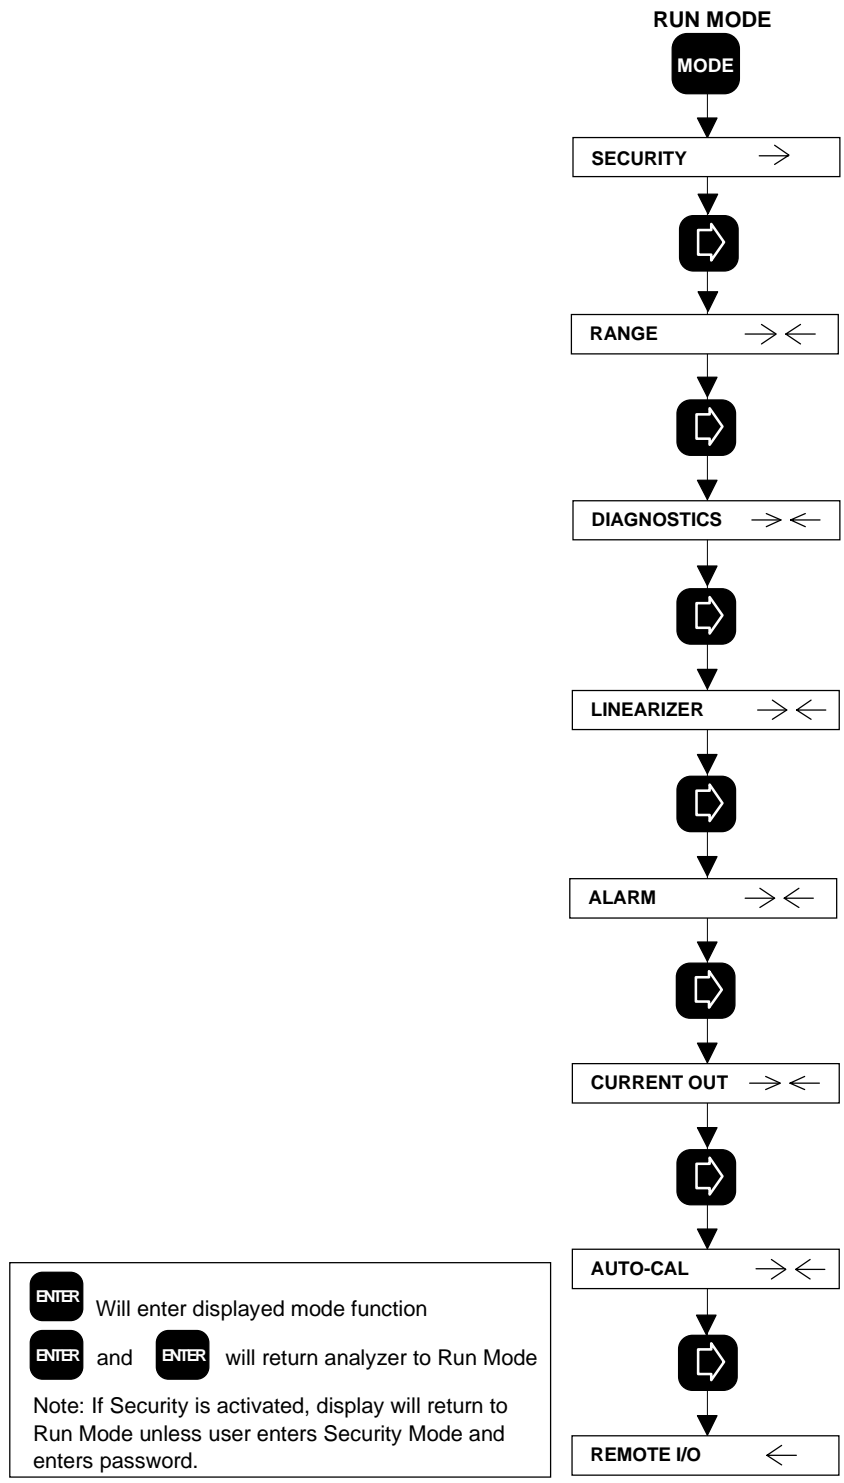 RUN MODE
MODE
SECURITY →
RANGE → ←
DIAGNOSTICS → ←
LINEARIZER → ←
ALARM → ←
CURRENT OUT → ←
AUTO-CAL → ←
REMOTE I/O ←
ENTER Will enter displayed mode function
ENTER and ENTER will return analyzer to Run Mode
Note: If Security is activated, display will return to
Run Mode unless user enters Security Mode and
enters password.